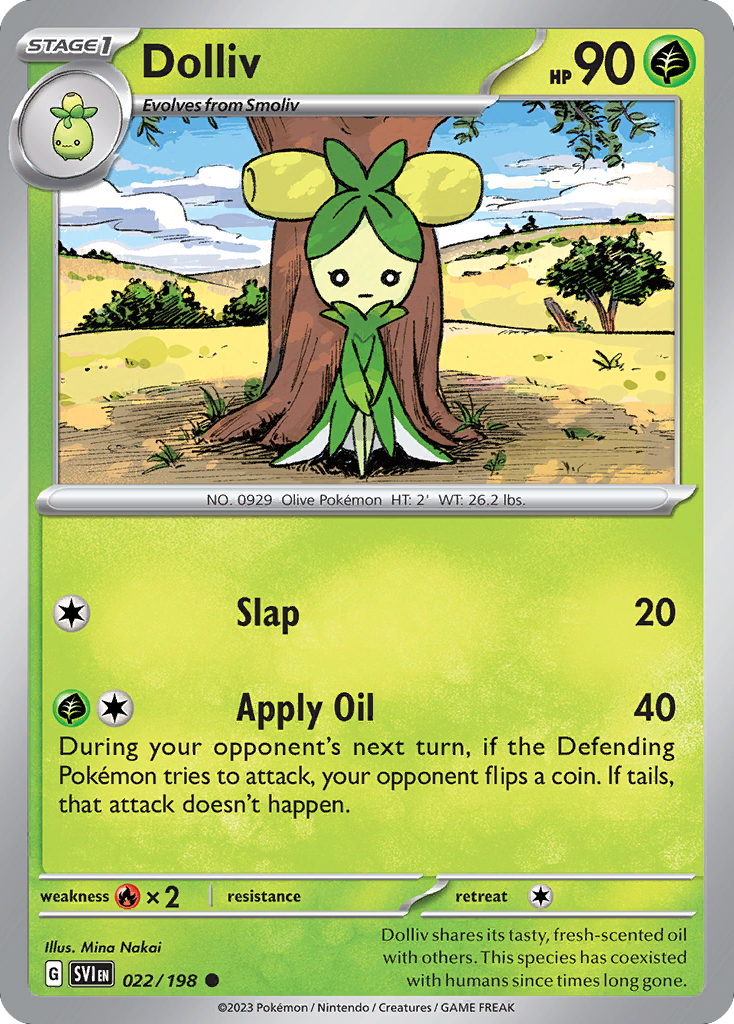 STAGE 1
Dolliv
HP 90
Evolves from Smoliv
NO. 0929 Olive Pokémon HT: 2' WT: 26.2 lbs.
Slap 20
Apply Oil 40
During your opponent's next turn, if the Defending
Pokémon tries to attack, your opponent flips a coin. If tails,
that attack doesn't happen.
weakness ×2 resistance retreat
Illus. Mina Nakai
Dolliv shares its tasty, fresh-scented oil
with others. This species has coexisted
with humans since times long gone.
G SVI EN 022/198
©2023 Pokémon / Nintendo / Creatures / GAME FREAK